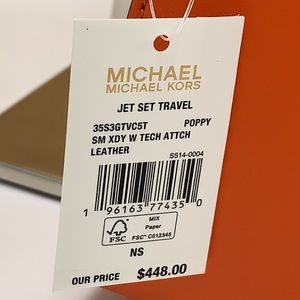 MICHAEL
MICHAEL KORS
JET SET TRAVEL
35S3GTVC5T POPPY
SM XDY W TECH ATTCH
LEATHER
S514-0004
1 96163 77435 0
FSC
MIX
Paper
FSC™ C012345
NS
OUR PRICE $448.00